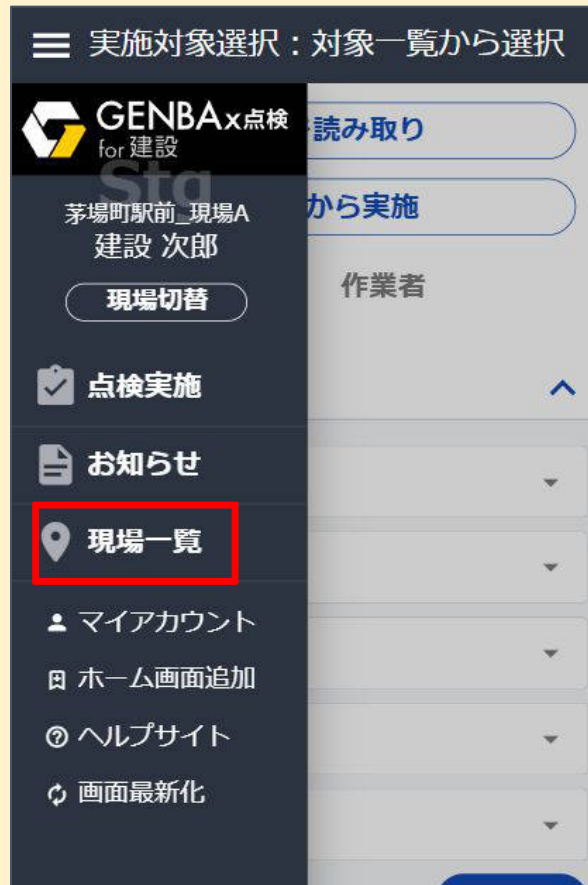 実施対象選択：対象一覧から選択
GENBAx点検
for 建設
Stg
読み取り
茅場町駅前_現場A
から実施
建設 次郎
現場切替
作業者
点検実施
お知らせ
現場一覧
マイアカウント
ホーム画面追加
ヘルプサイト
画面最新化